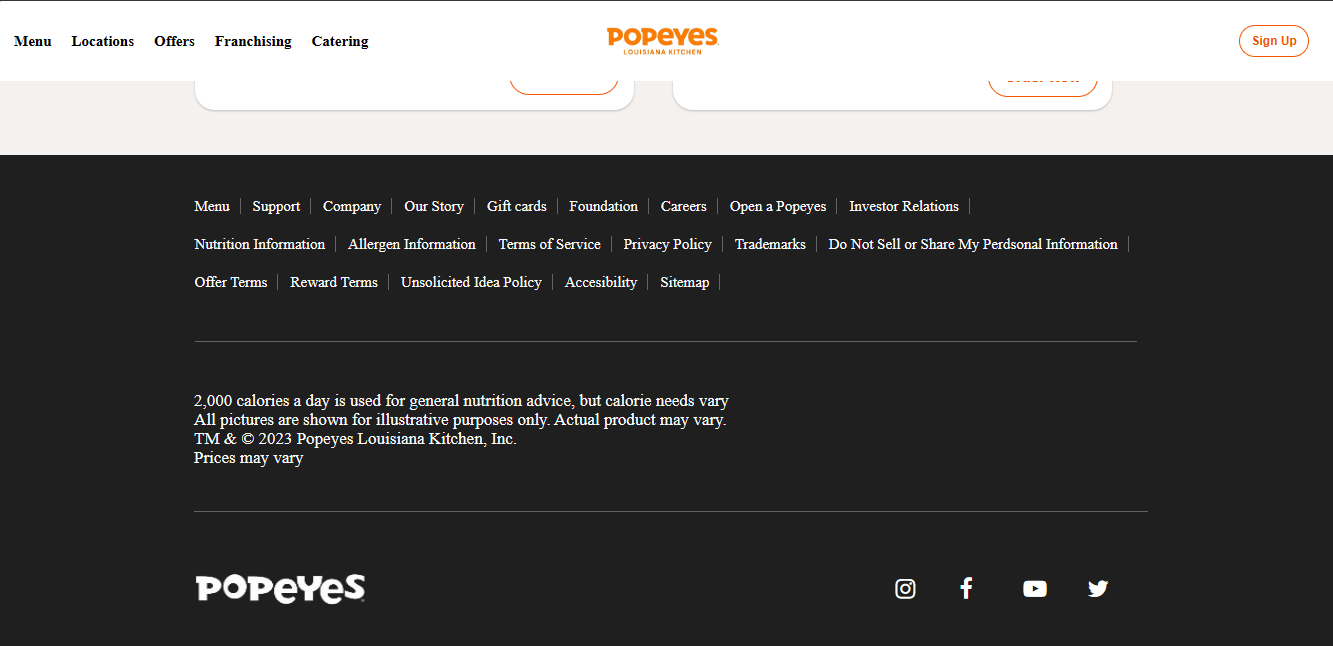 Menu Locations Offers Franchising Catering
POPEYES
LOUISIANA KITCHEN
Sign Up
Menu Support Company Our Story Gift cards Foundation Careers Open a Popeyes Investor Relations
Nutrition Information Allergen Information Terms of Service Privacy Policy Trademarks Do Not Sell or Share My Perdsonal Information
Offer Terms Reward Terms Unsolicited Idea Policy Accesibility Sitemap
2,000 calories a day is used for general nutrition advice, but calorie needs vary
All pictures are shown for illustrative purposes only. Actual product may vary.
TM & © 2023 Popeyes Louisiana Kitchen, Inc.
Prices may vary
POPEYES